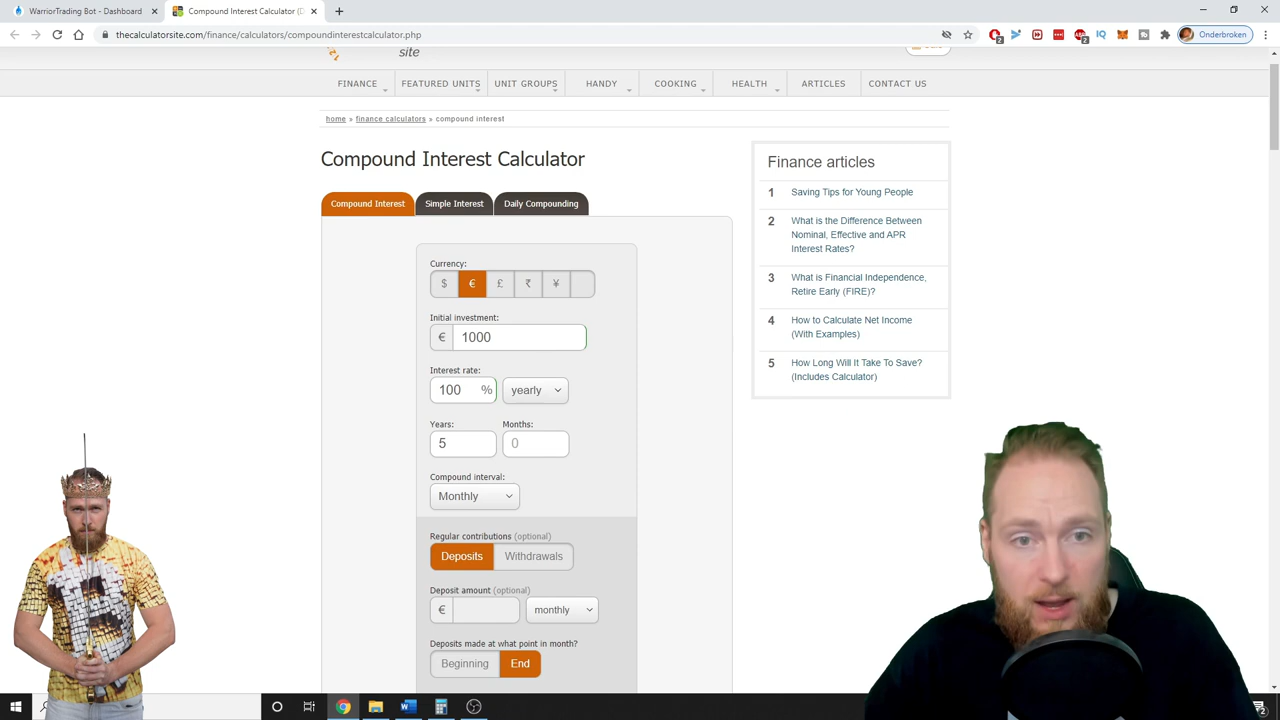 WarriorTrading Bot - Dashboard
Compound Interest Calculator (D
thecalculatorsite.com/finance/calculators/compoundinterestcalculator.php
2
2
Onderbroken
site
FINANCE
FEATURED UNITS
UNIT GROUPS
HANDY
COOKING
HEALTH
ARTICLES
CONTACT US
home » finance calculators » compound interest
Compound Interest Calculator
Compound Interest
Simple Interest
Daily Compounding
Currency:
$ € £ ₹ ¥
Initial investment:
€ 1000
Interest rate:
100 % yearly
Years: Months:
5 0
Compound interval:
Monthly
Regular contributions (optional)
Deposits Withdrawals
Deposit amount (optional)
€ monthly
Deposits made at what point in month?
Beginning End
Finance articles
1 Saving Tips for Young People
2 What is the Difference Between
Nominal, Effective and APR
Interest Rates?
3 What is Financial Independence,
Retire Early (FIRE)?
4 How to Calculate Net Income
(With Examples)
5 How Long Will It Take To Save?
(Includes Calculator)
2